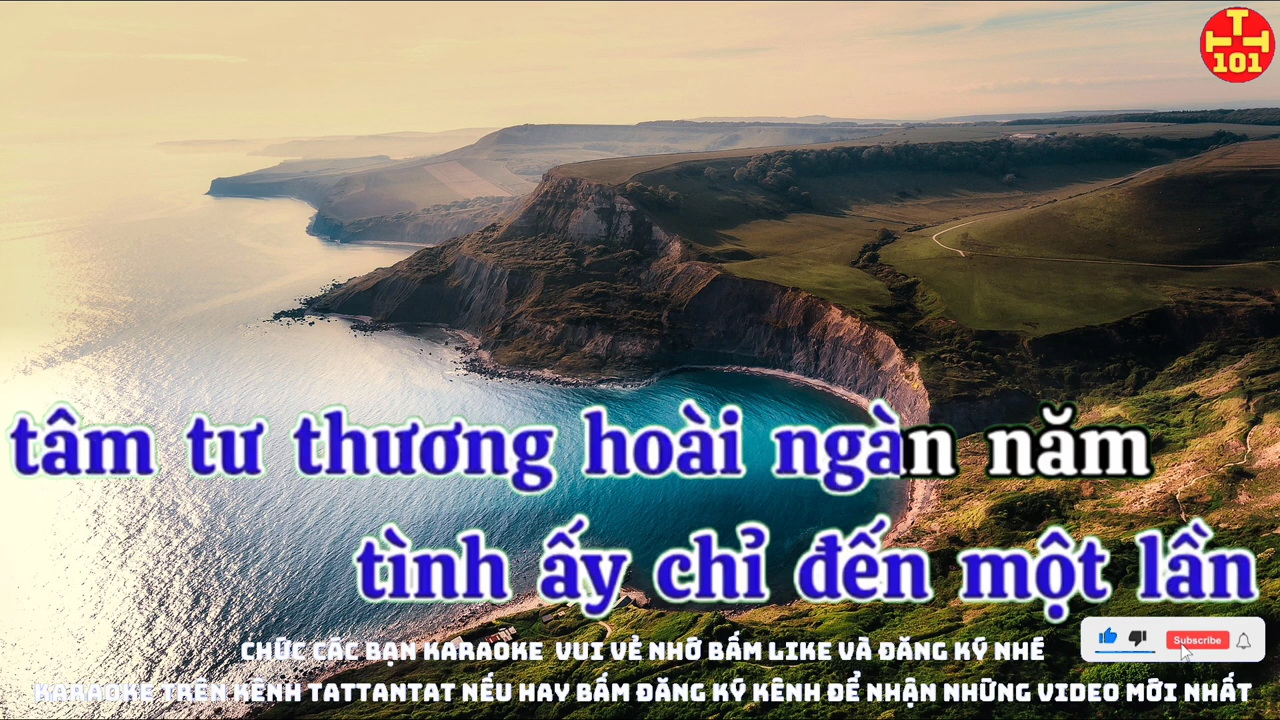 T
TT
101
tâm tư thương hoài ngàn năm
tình ấy chỉ đến một lần
Subscribe
CHÚC CÁC BẠN KARAOKE VUI VẺ NHỚ BẤM LIKE VÀ ĐĂNG KÝ NHÉ
KARAOKE TRÊN KÊNH TATTANTAT NẾU HAY BẤM ĐĂNG KÝ KÊNH ĐỂ NHẬN NHỮNG VIDEO MỚI NHẤT